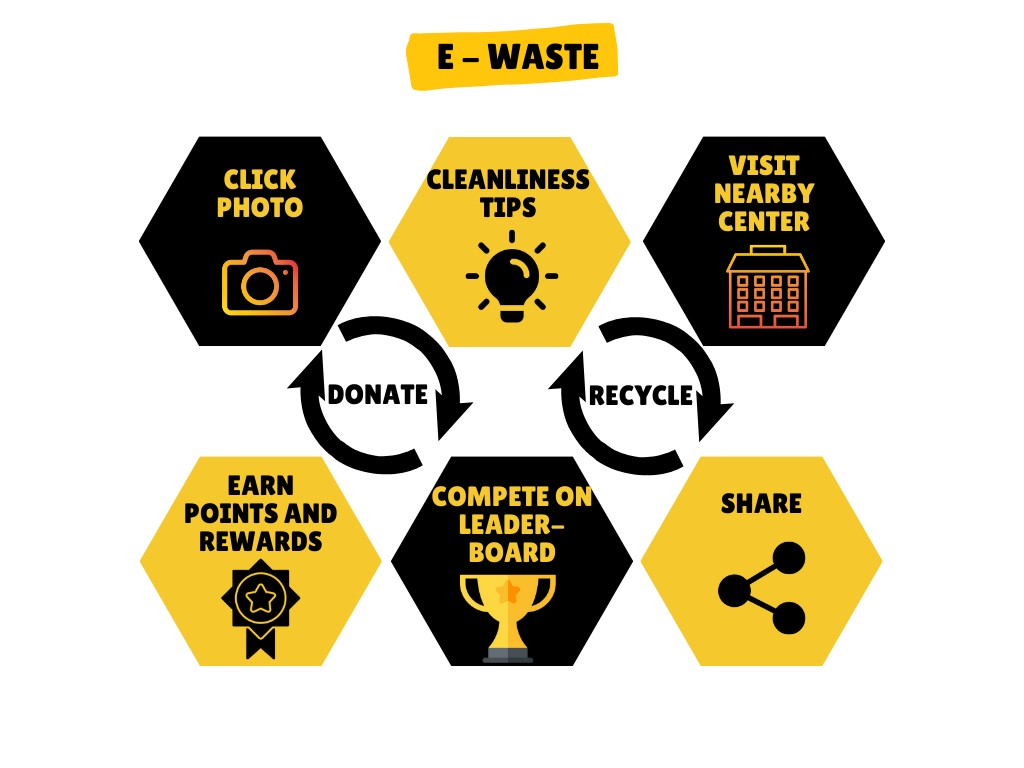 E – WASTE
CLICK
PHOTO
CLEANLINESS
TIPS
VISIT
NEARBY
CENTER
DONATE
RECYCLE
EARN
POINTS AND
REWARDS
COMPETE ON
LEADER–
BOARD
SHARE